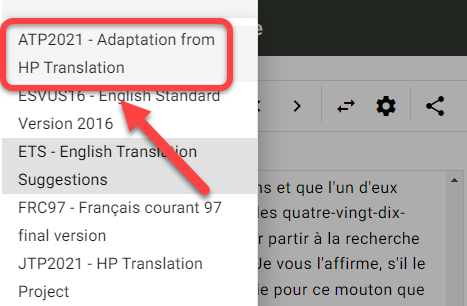 ATP2021 - Adaptation from
HP Translation
ESVUS16 - English Standard
Version 2016
ETS - English Translation
Suggestions
FRC97 - Français courant 97
final version
JTP2021 - HP Translation
Project
e
ns et que l'un d'eux
les quatre-vingt-dix-
r partir à la recherche
Je vous l'affirme, s'il le
ie pour ce mouton que